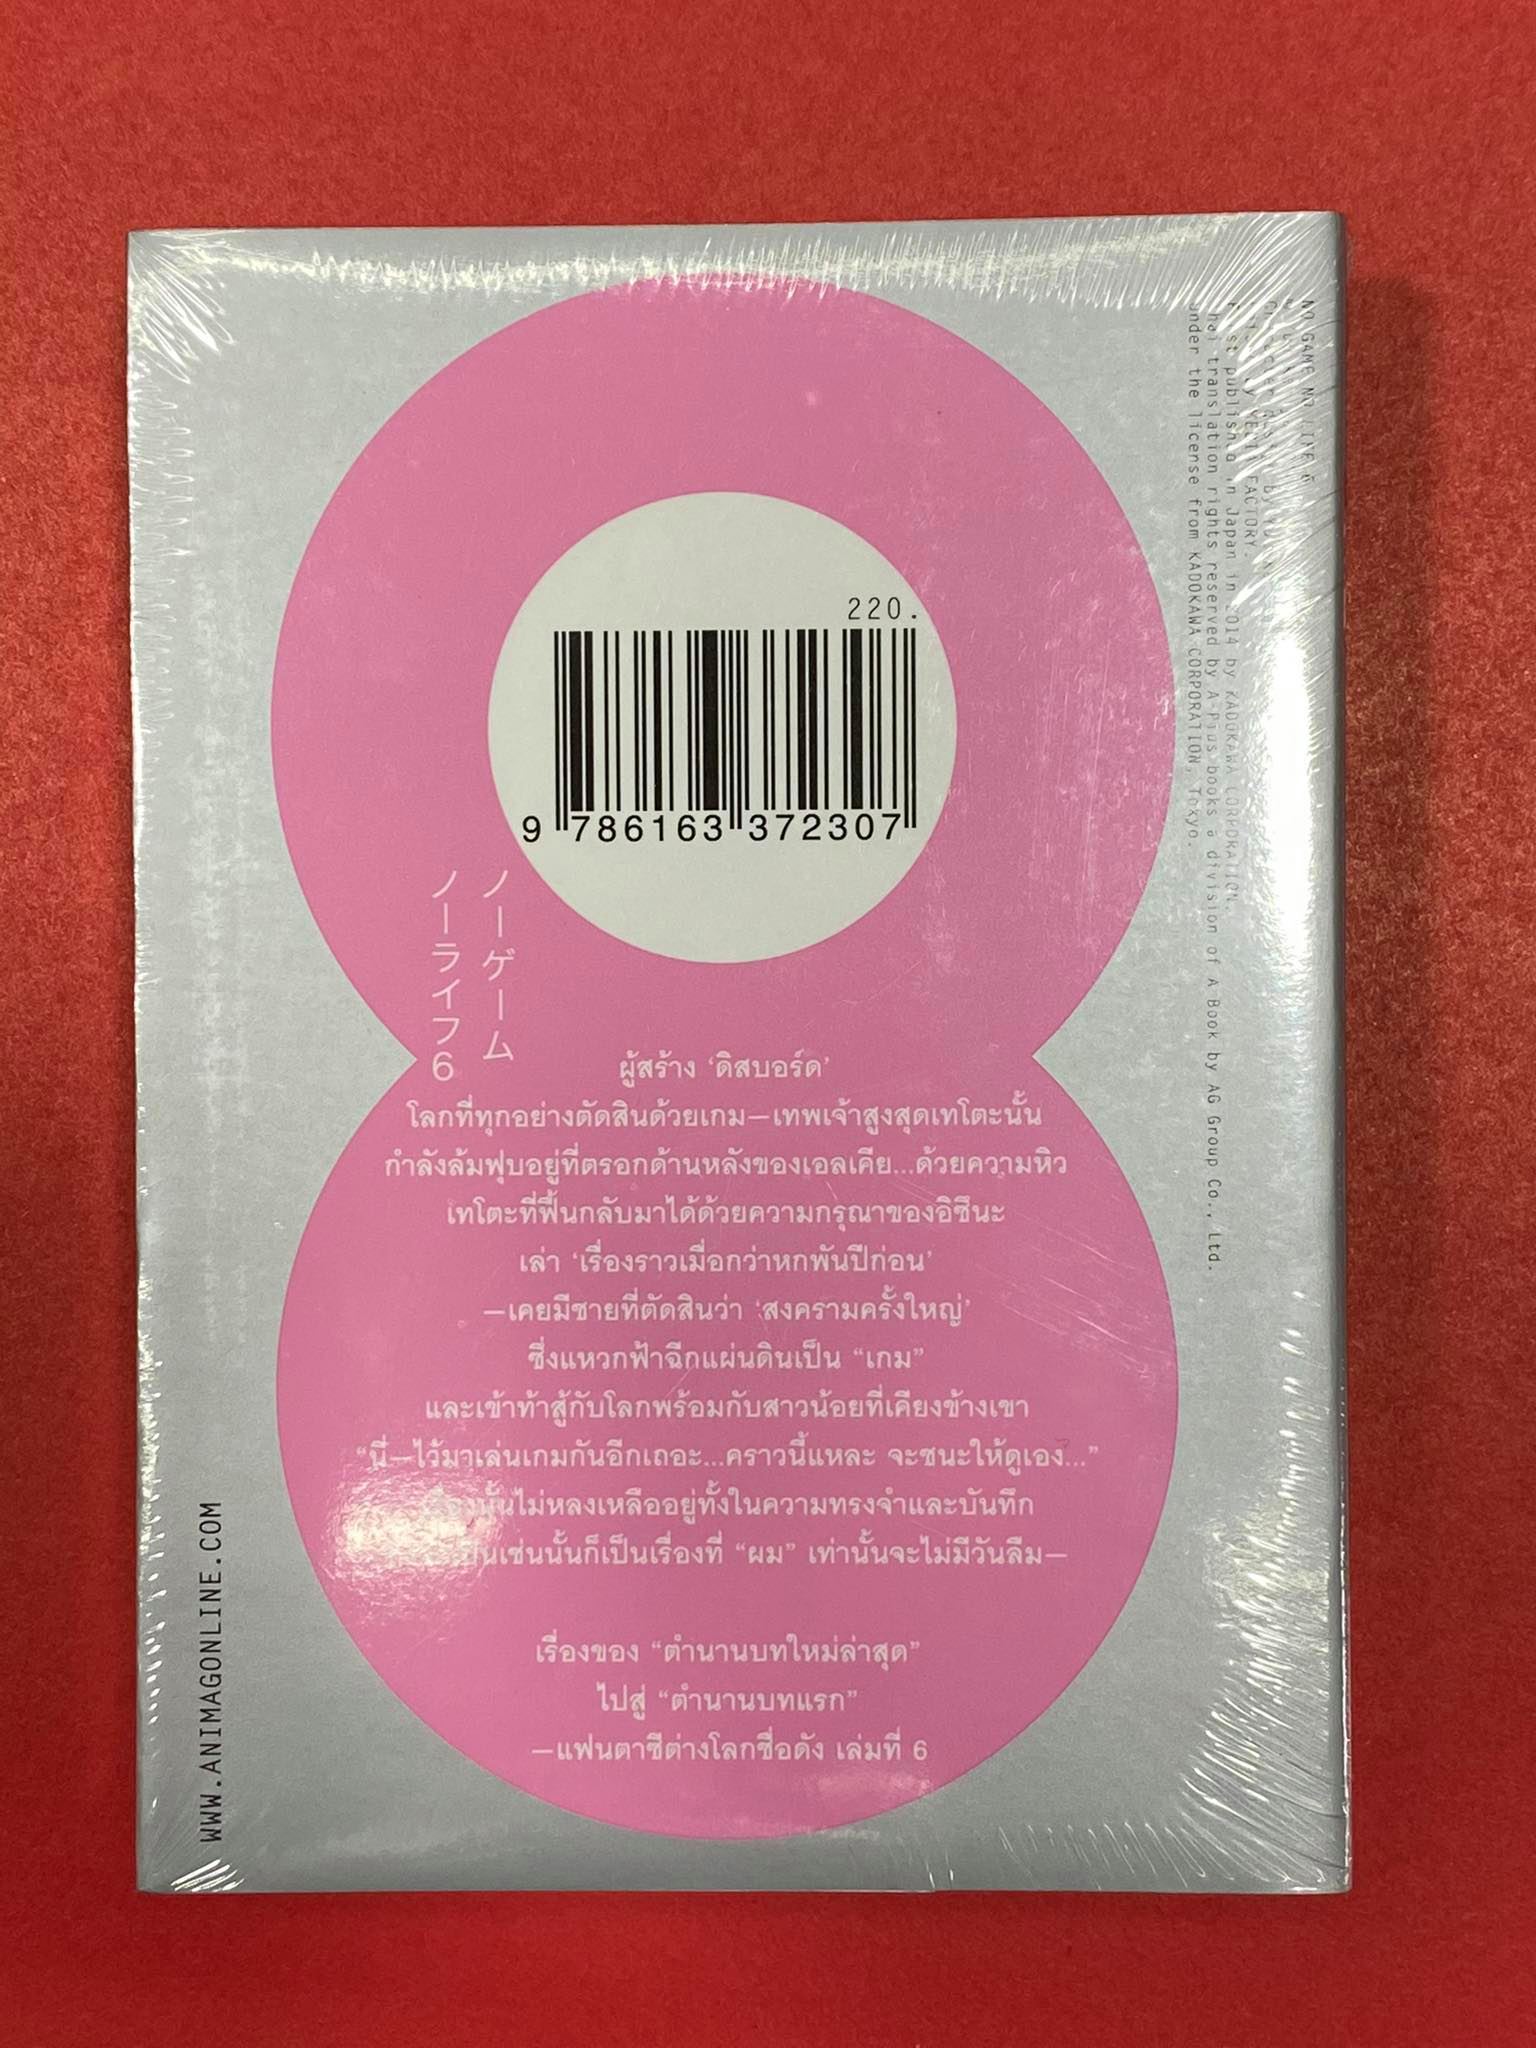 220.
9 786163 372307
ノーゲーム
ノーライフ6
ผู้สร้าง ‘ดิสบอร์ด’
โลกที่ทุกอย่างตัดสินด้วยเกม—เทพเจ้าสูงสุดเทโตะนั้น
กำลังล้มฟุบอยู่ที่ตรอกด้านหลังของเอลเคีย...ด้วยความหิว
เทโตะที่ฟื้นกลับมาได้ด้วยความกรุณาของอิซึนะ
เล่า ‘เรื่องราวเมื่อกว่าหกพันปีก่อน’
—เคยมีชายที่ตัดสินว่า ‘สงครามครั้งใหญ่’
ซึ่งแหวกฟ้าฉีกแผ่นดินเป็น “เกม”
และเข้าท้าสู้กับโลกพร้อมกับสาวน้อยที่เคียงข้างเขา
“นี่—ไว้มาเล่นเกมกันอีกเถอะ...คราวนี้แหละ จะชนะให้ดูเอง...”
ไม่หลงเหลืออยู่ทั้งในความทรงจำและบันทึก
เป็นเช่นนั้นก็เป็นเรื่องที่ “ผม” เท่านั้นจะไม่มีวันลืม—
เรื่องของ “ตำนานบทใหม่ล่าสุด”
ไปสู่ “ตำนานบทแรก”
—แฟนตาซีต่างโลกชื่อดัง เล่มที่ 6
NO GAME NO LIFE 6
FACTORY.
First published in Japan in 2014 by KADOKAWA CORPORATION.
Thai translation rights reserved by A-Plus books a division of A Book by AG Group Co., Ltd.
under the license from KADOKAWA CORPORATION, Tokyo.
WWW.ANIMAGONLINE.COM